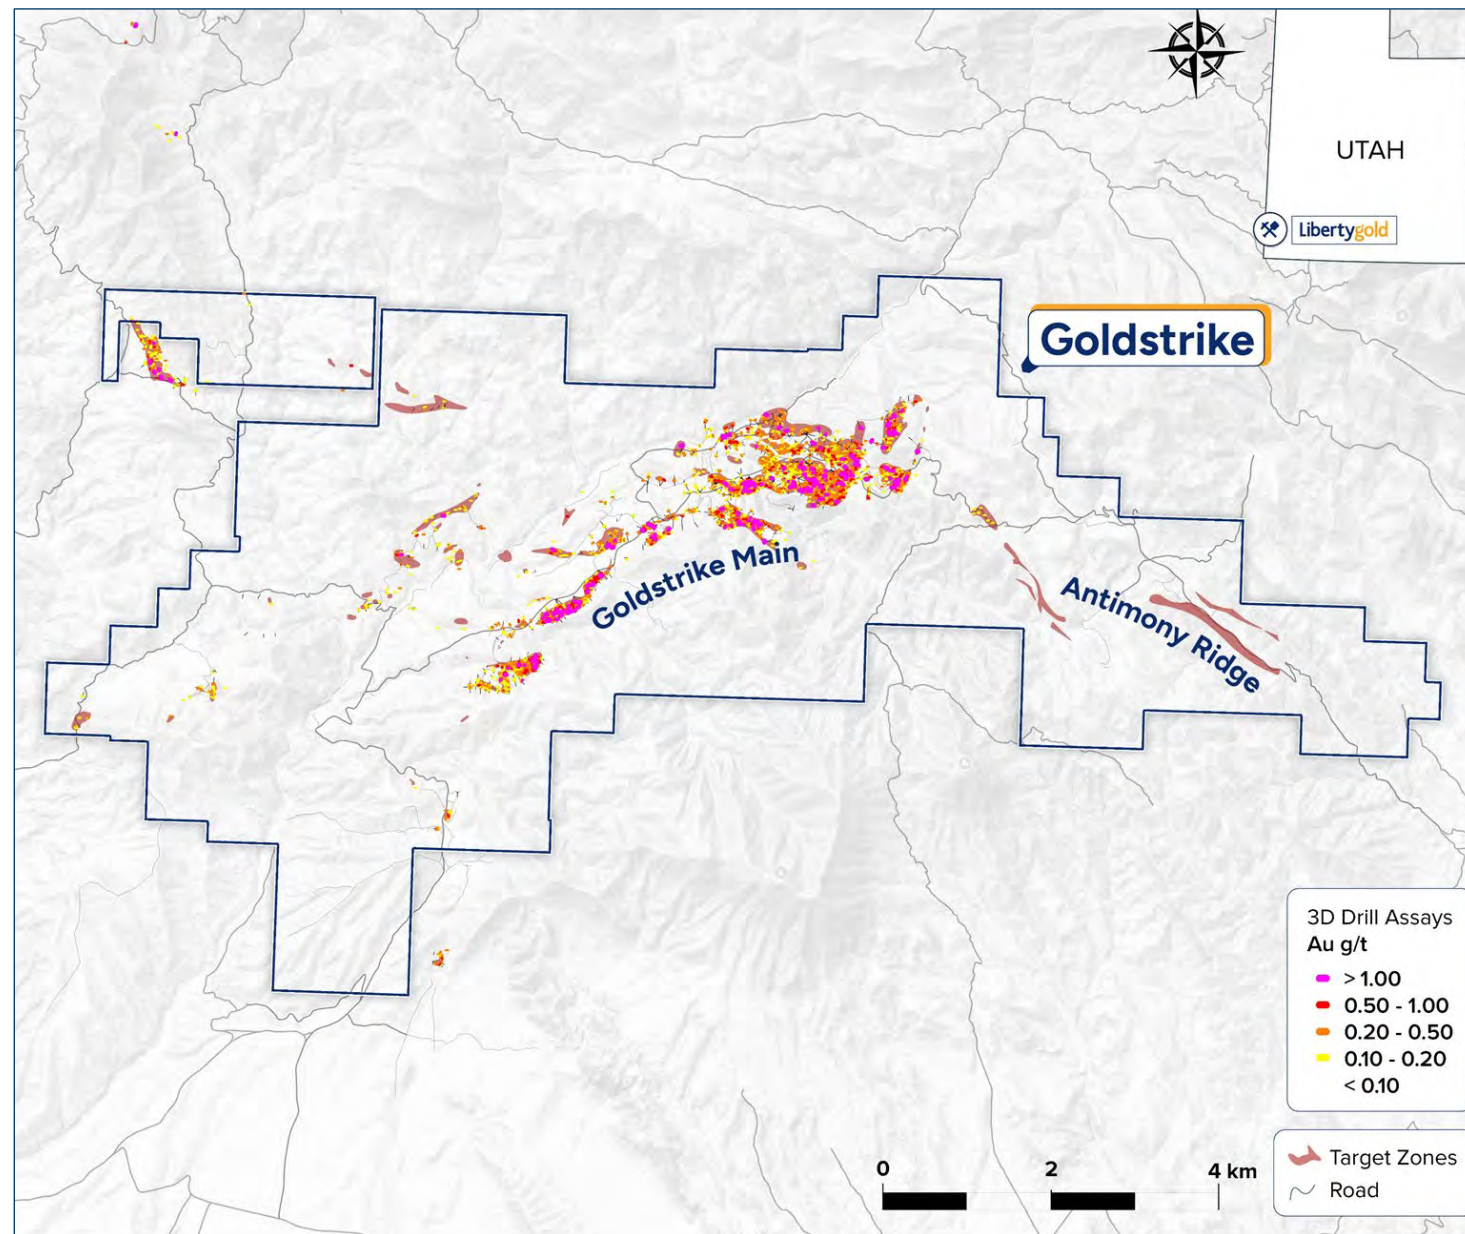 UTAH
Libertygold
Goldstrike
Goldstrike Main
Antimony Ridge
3D Drill Assays
Au g/t
> 1.00
0.50 - 1.00
0.20 - 0.50
0.10 - 0.20
< 0.10
0 2 4 km
Target Zones
Road